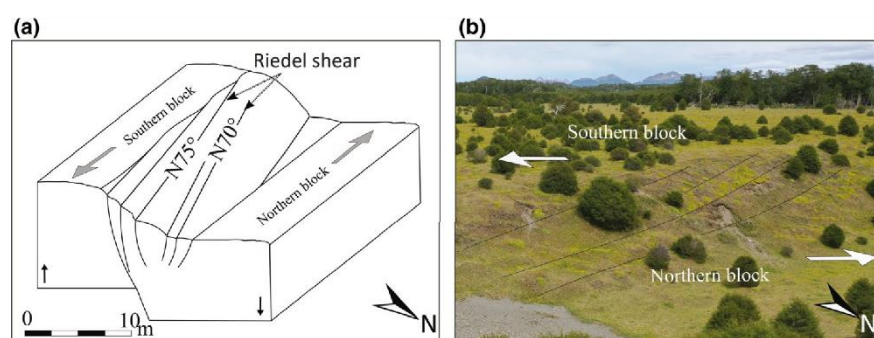 (a)
Riedel shear
Southern block
N75°
N70°
Northern block
0 10
m
N
(b)
Southern block
Northern block
N